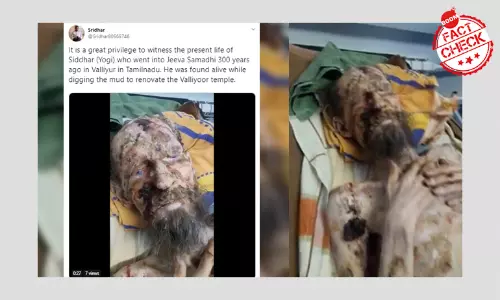 Sridhar
@Sridhar90665748
It is a great privilege to witness the present life of
Siddhar (Yogi) who went into Jeeva Samadhi 300 years
ago in Valliyur in Tamilnadu. He was found alive while
digging the mud to renovate the Valliyoor temple.
0:27 7 views
BOOM
FACT
CHECK